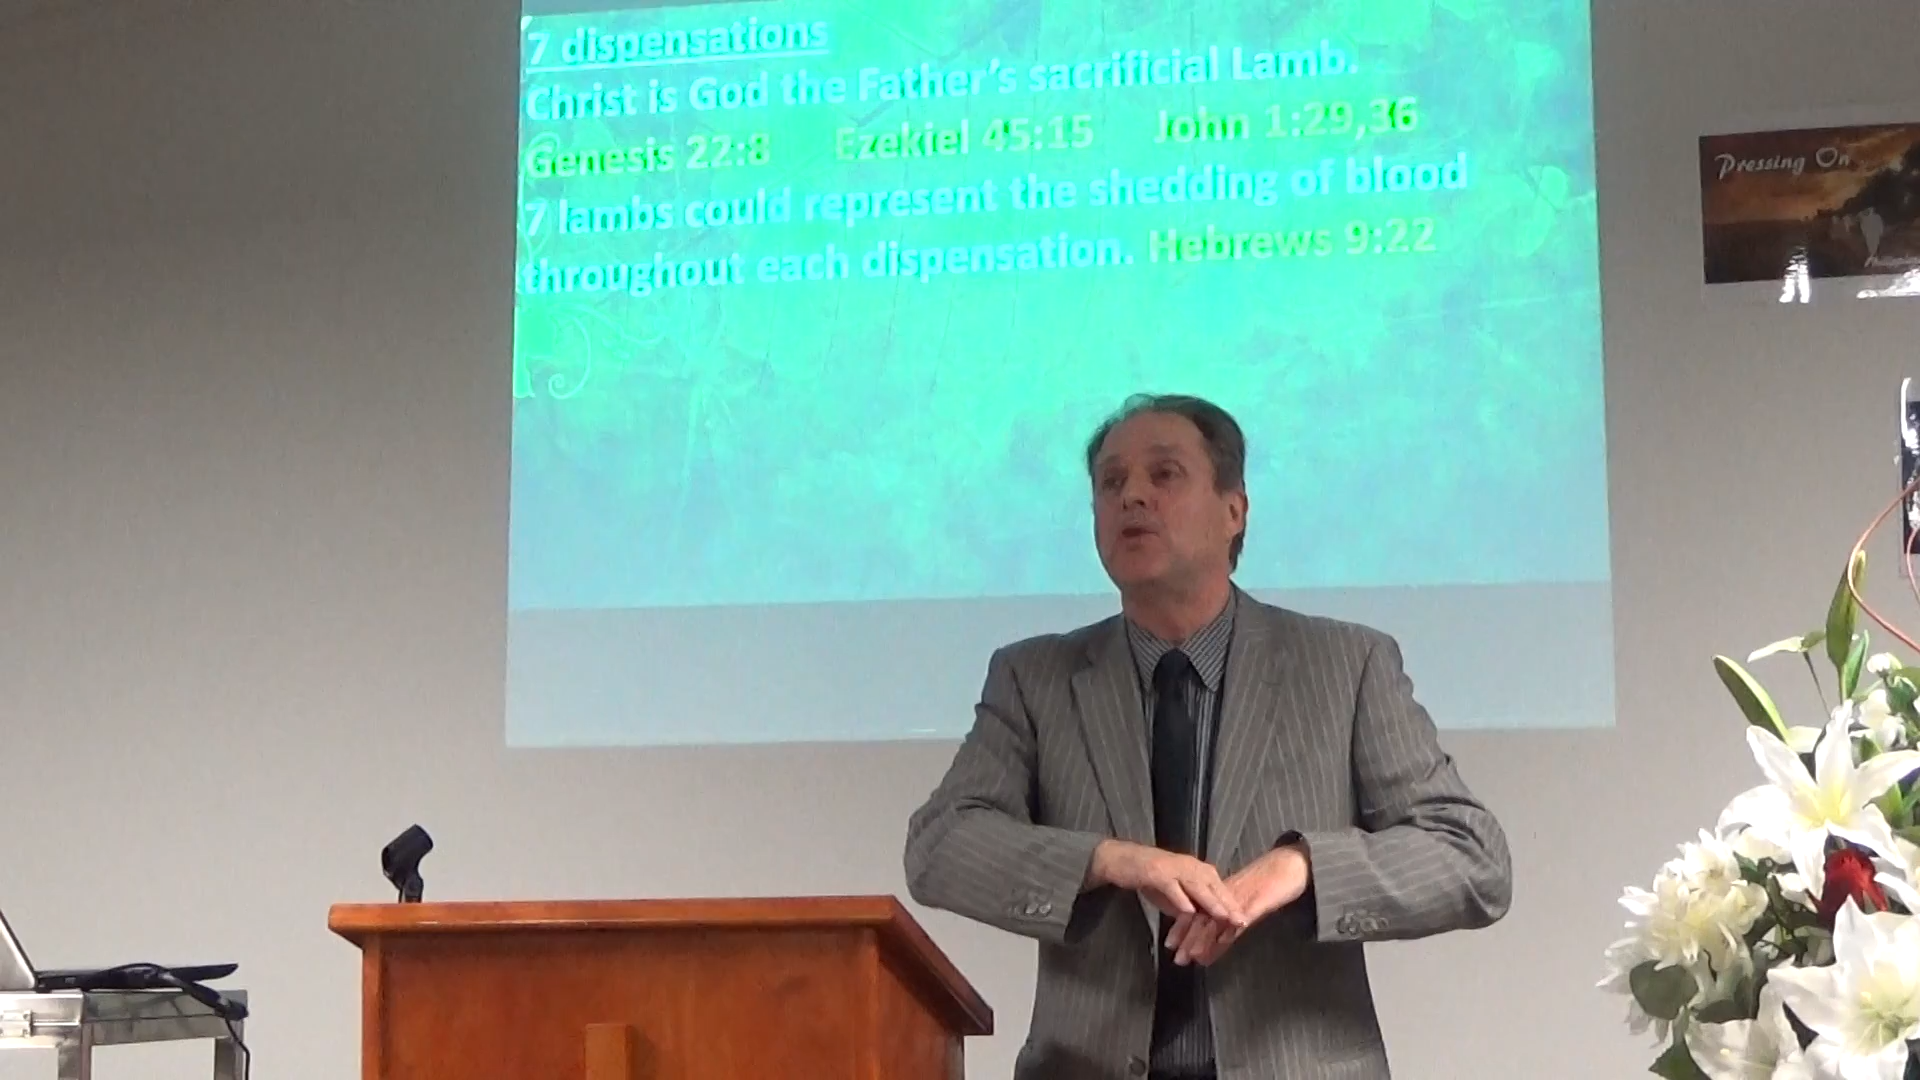 7 dispensations
Christ is God the Father's sacrificial Lamb.
Genesis 22:8 Ezekiel 45:15 John 1:29,36
7 lambs could represent the shedding of blood
throughout each dispensation. Hebrews 9:22
Pressing On